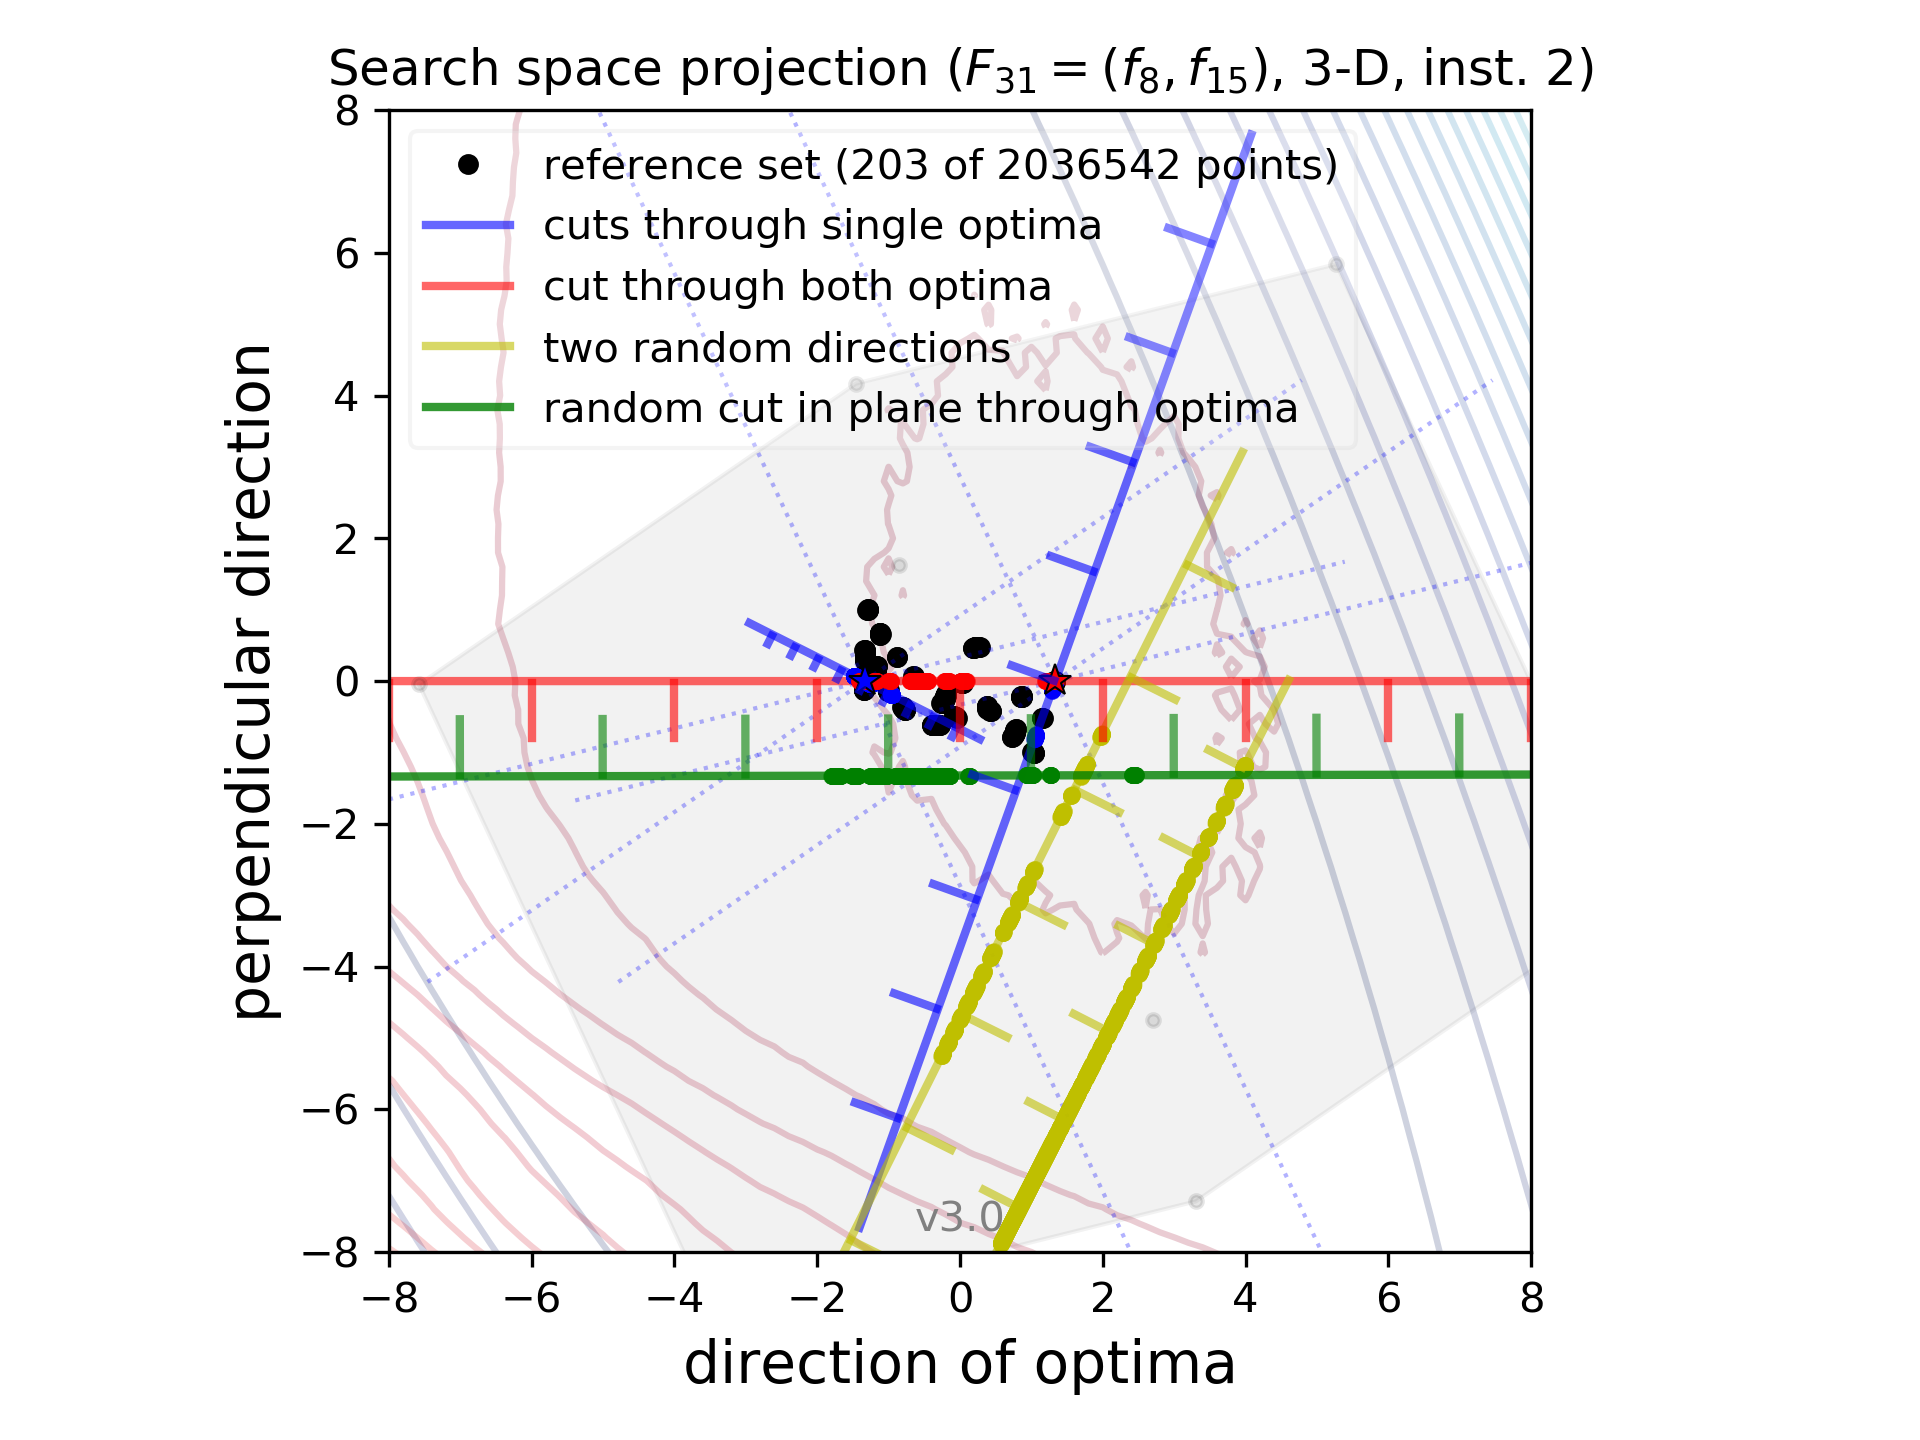 Search space projection (F₃₁ = (f₈, f₁₅), 3-D, inst. 2)
reference set (203 of 2036542 points)
cuts through single optima
cut through both optima
two random directions
random cut in plane through optima
8
6
4
2
0
−2
−4
−6
−8
perpendicular direction
v3.0
−8 −6 −4 −2 0 2 4 6 8
direction of optima